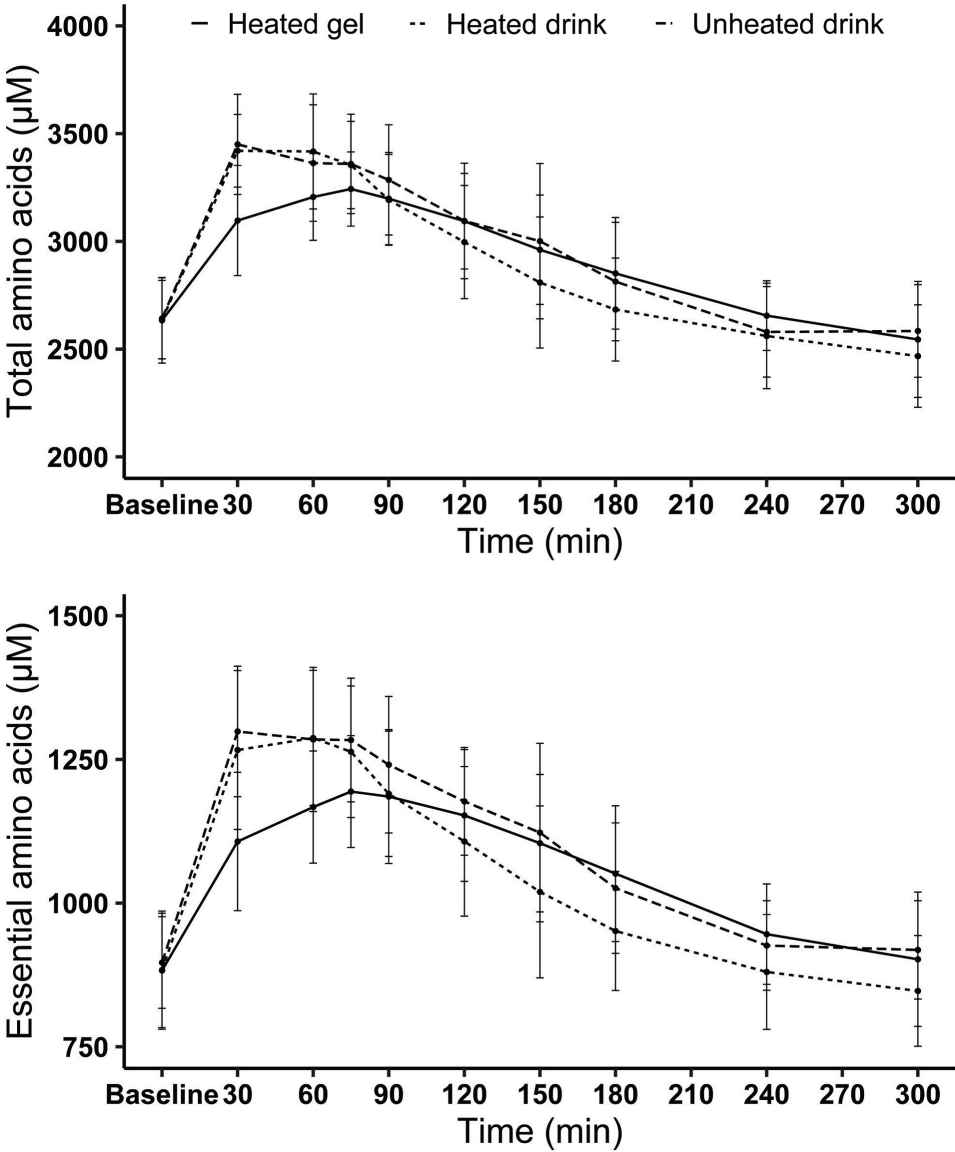 Heated gel Heated drink Unheated drink
Total amino acids (µM)
4000
3500
3000
2500
2000
Baseline 30 60 90 120 150 180 210 240 270 300
Time (min)
Essential amino acids (µM)
1500
1250
1000
750
Baseline 30 60 90 120 150 180 210 240 270 300
Time (min)